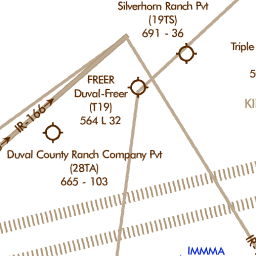 Silverhorn Ranch Pvt
(19TS)
691 - 36
Triple
FREER
Duval-Freer
(T19)
564 L 32
IR-166
Duval County Ranch Company Pvt
(28TA)
665 - 103
IMMMA